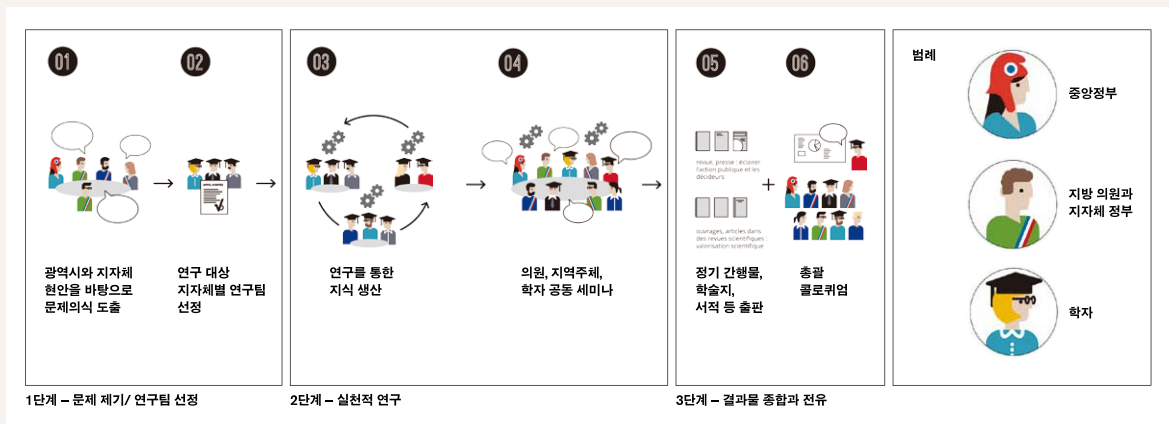 01
02
03
04
05
06
범례
중앙정부
지방 의원과
지자체 정부
학자
revue, presse : éclairer
l'action publique et les
décideurs
ouvrages, articles dans
des revues scientifiques :
valorisation scientifique
광역시와 지자체
현안을 바탕으로
문제의식 도출
연구 대상
지자체별 연구팀
선정
연구를 통한
지식 생산
의원, 지역주체,
학자 공동 세미나
정기 간행물,
학술지,
서적 등 출판
총괄
콜로퀴엄
1단계 – 문제 제기/ 연구팀 선정
2단계 – 실천적 연구
3단계 – 결과물 종합과 전유